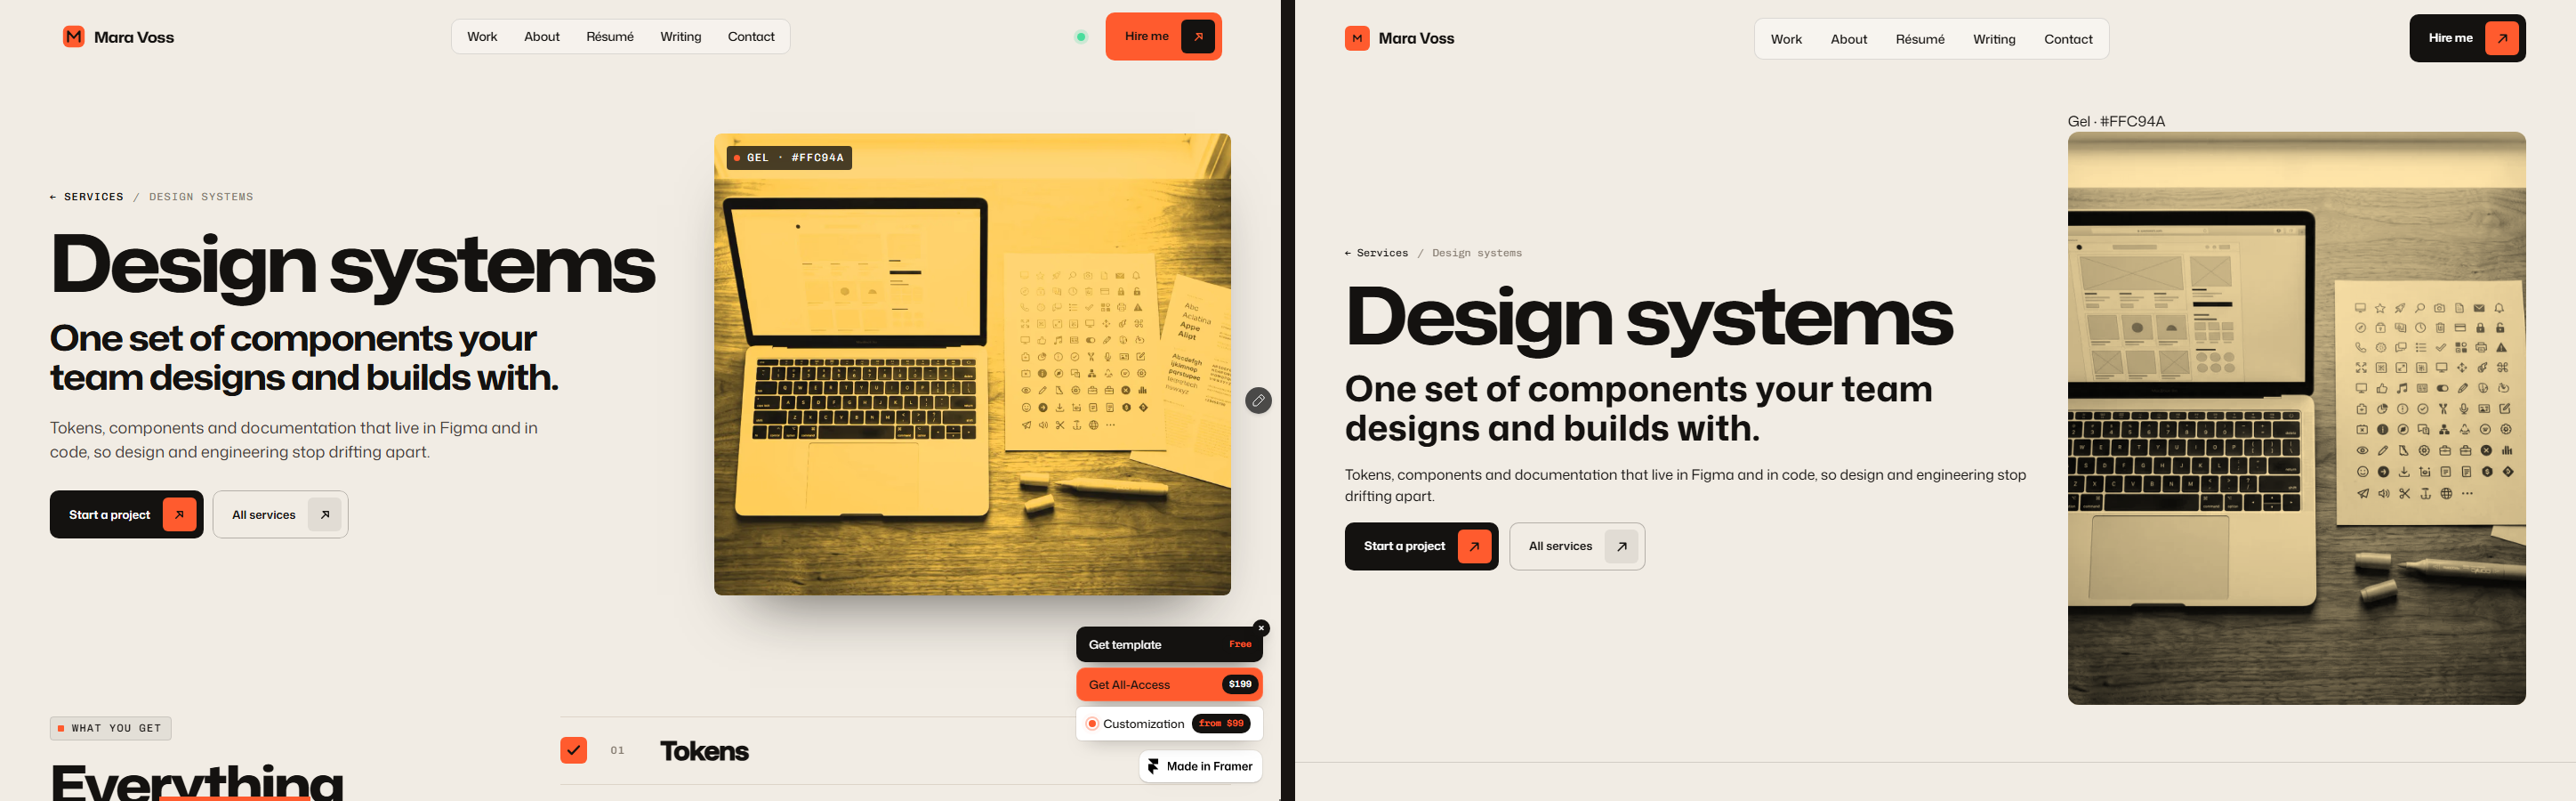 Mara Voss
Work About Résumé Writing Contact
Hire me
GEL · #FFC94A
← SERVICES / DESIGN SYSTEMS
Design systems
One set of components your
team designs and builds with.
Tokens, components and documentation that live in Figma and in
code, so design and engineering stop drifting apart.
Start a project
All services
Get template Free
Get All-Access $199
Customization from $99
Made in Framer
WHAT YOU GET
Everything
01 Tokens
Mara Voss
Work About Résumé Writing Contact
Hire me
Gel · #FFC94A
← Services / Design systems
Design systems
One set of components your team
designs and builds with.
Tokens, components and documentation that live in Figma and in code, so design and engineering stop
drifting apart.
Start a project
All services